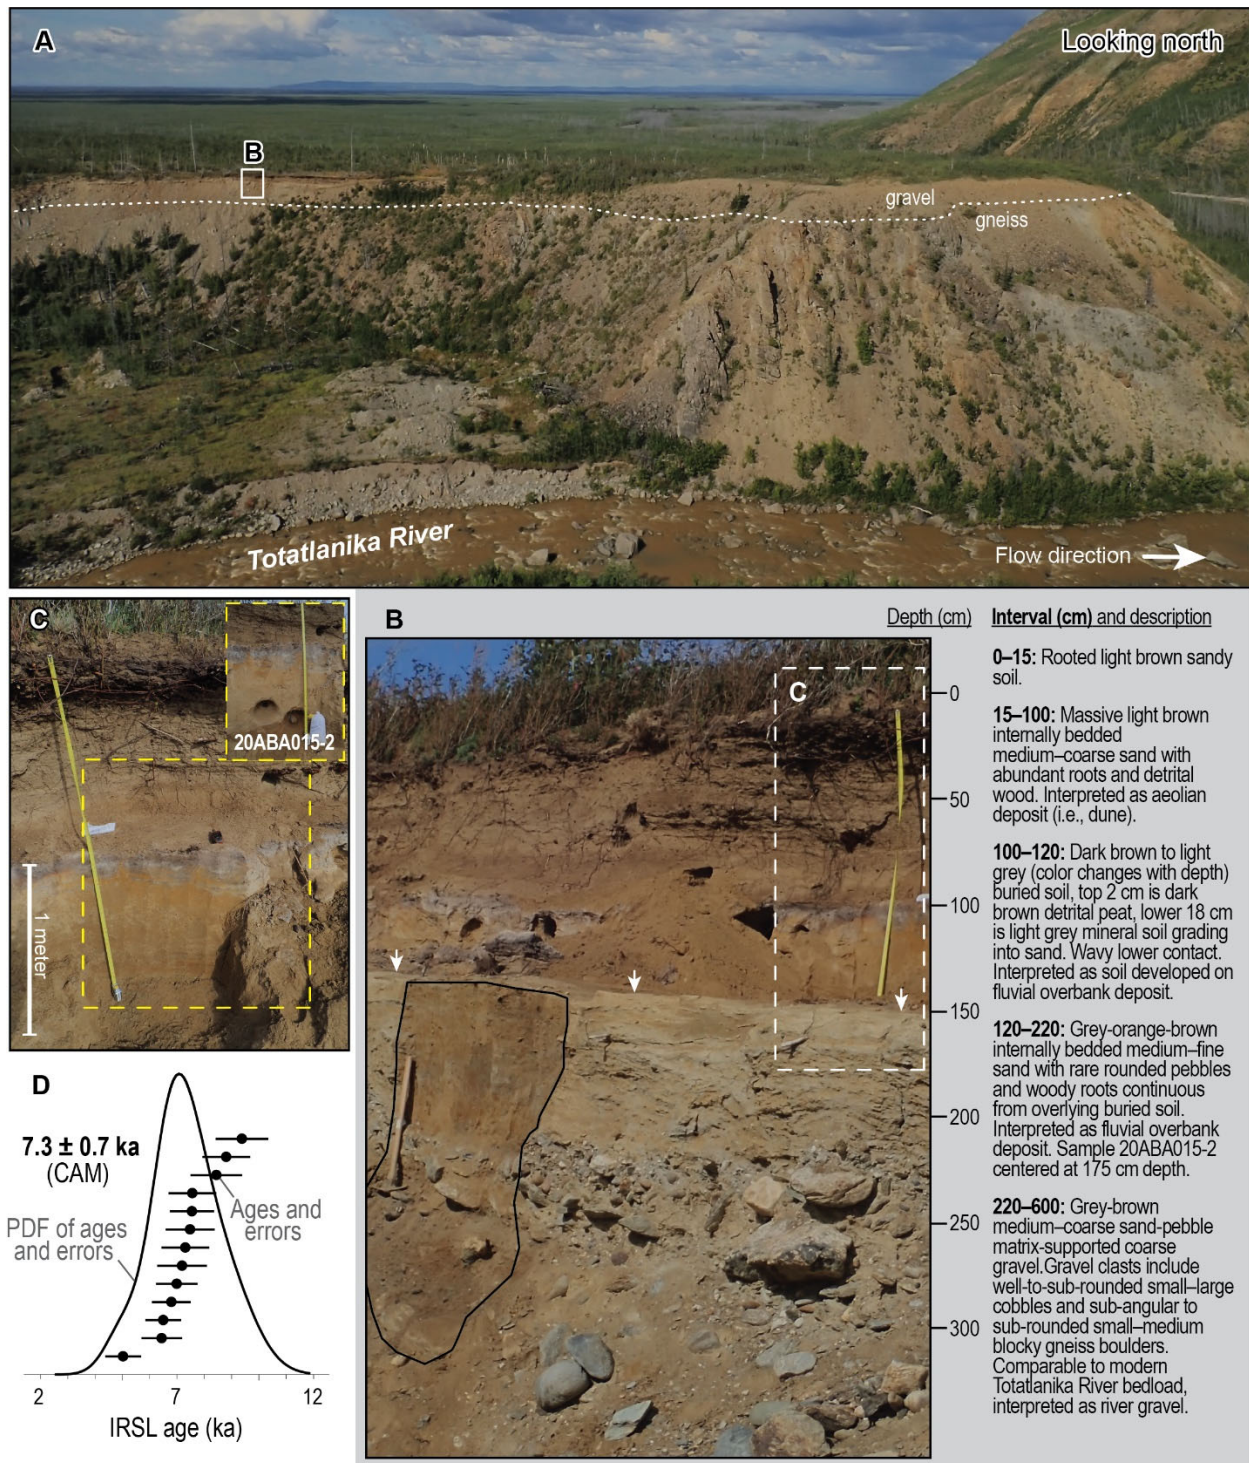 A
Looking north
B
gravel
gneiss
Totatlanika River
Flow direction
C
20ABA015-2
1 meter
B
C
Depth (cm)
0
50
100
150
200
250
300
Interval (cm) and description
0–15: Rooted light brown sandy
soil.
15–100: Massive light brown
internally bedded
medium–coarse sand with
abundant roots and detrital
wood. Interpreted as aeolian
deposit (i.e., dune).
100–120: Dark brown to light
grey (color changes with depth)
buried soil, top 2 cm is dark
brown detrital peat, lower 18 cm
is light grey mineral soil grading
into sand. Wavy lower contact.
Interpreted as soil developed on
fluvial overbank deposit.
120–220: Grey-orange-brown
internally bedded medium–fine
sand with rare rounded pebbles
and woody roots continuous
from overlying buried soil.
Interpreted as fluvial overbank
deposit. Sample 20ABA015-2
centered at 175 cm depth.
220–600: Grey-brown
medium–coarse sand-pebble
matrix-supported coarse
gravel.Gravel clasts include
well-to-sub-rounded small–large
cobbles and sub-angular to
sub-rounded small–medium
blocky gneiss boulders.
Comparable to modern
Totatlanika River bedload,
interpreted as river gravel.
D
7.3 ± 0.7 ka
(CAM)
PDF of ages
and errors
Ages and
errors
2
7
12
IRSL age (ka)